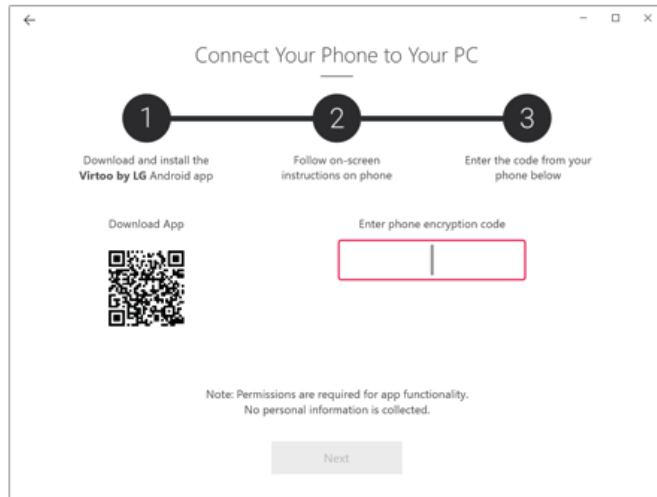 Connect Your Phone to Your PC
1
2
3
Download and install the
Virtoo by LG Android app
Follow on-screen
instructions on phone
Enter the code from your
phone below
Download App
Enter phone encryption code
Note: Permissions are required for app functionality.
No personal information is collected.
Next